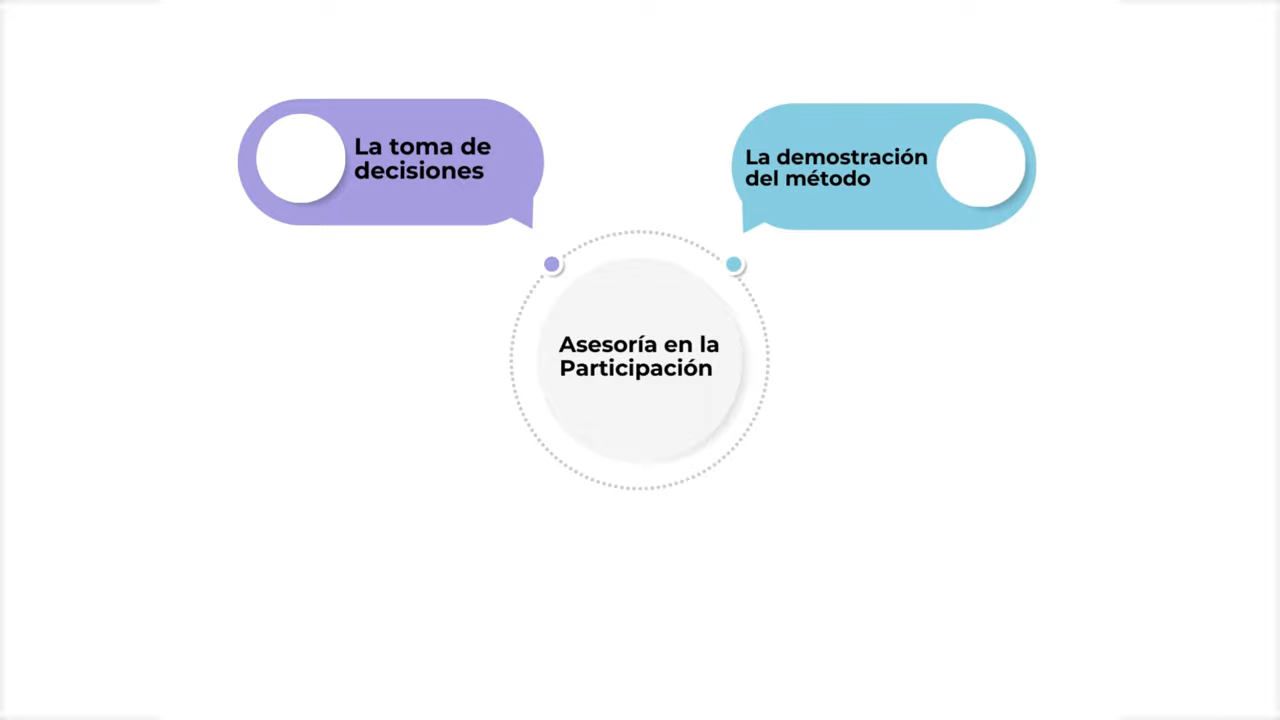 La toma de
decisiones
La demostración
del método
Asesoría en la
Participación